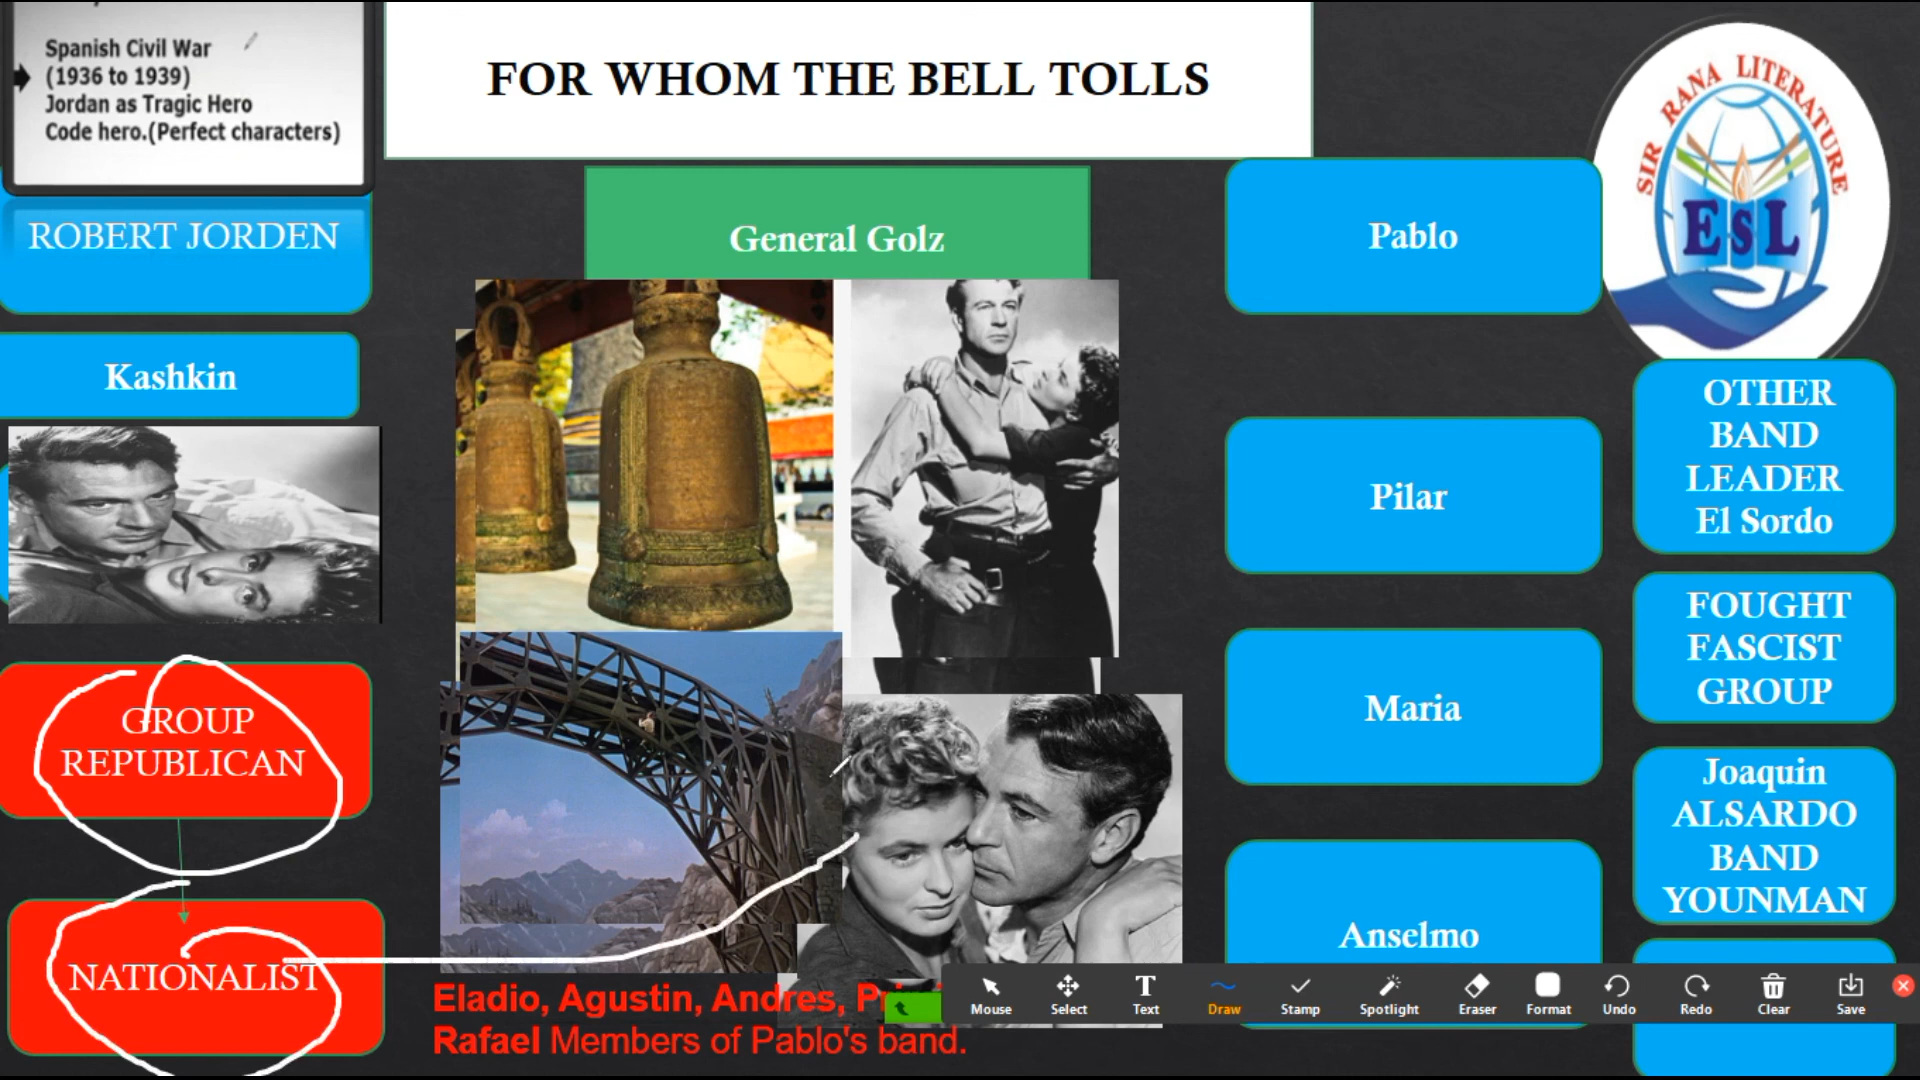 Spanish Civil War
(1936 to 1939)
Jordan as Tragic Hero
Code hero.(Perfect characters)
FOR WHOM THE BELL TOLLS
SIR RANA LITERATURE
EsL
ROBERT JORDEN
General Golz
Pablo
Kashkin
OTHER
BAND
LEADER
El Sordo
Pilar
FOUGHT
FASCIST
GROUP
GROUP
REPUBLICAN
Maria
Joaquin
ALSARDO
BAND
YOUNMAN
Anselmo
NATIONALIST
Eladio, Agustin, Andres,
Rafael Members of Pablo's band.
Mouse
Select
Text
Draw
Stamp
Spotlight
Eraser
Format
Undo
Redo
Clear
Save